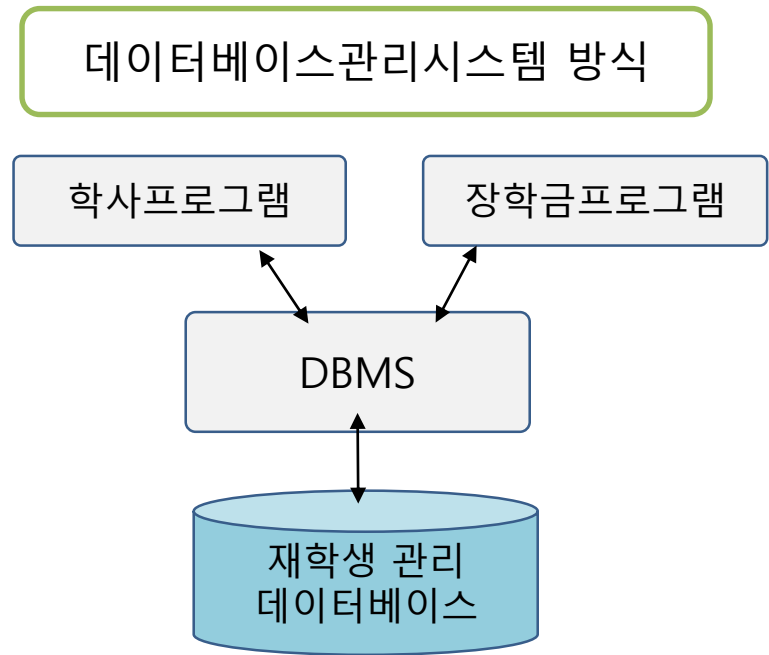 데이터베이스관리시스템 방식
학사프로그램
장학금프로그램
DBMS
재학생 관리
데이터베이스